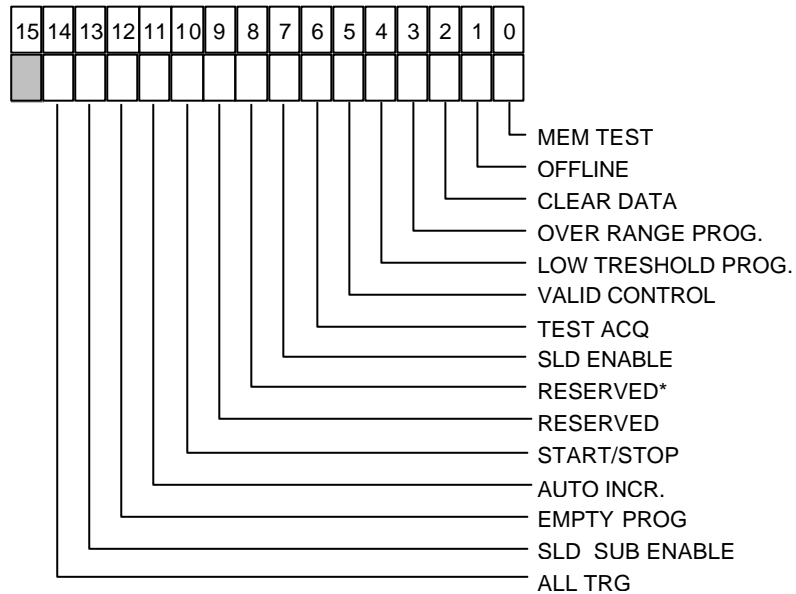 15 14 13 12 11 10 9 8 7 6 5 4 3 2 1 0
MEM TEST
OFFLINE
CLEAR DATA
OVER RANGE PROG.
LOW TRESHOLD PROG.
VALID CONTROL
TEST ACQ
SLD ENABLE
RESERVED*
RESERVED
START/STOP
AUTO INCR.
EMPTY PROG
SLD SUB ENABLE
ALL TRG